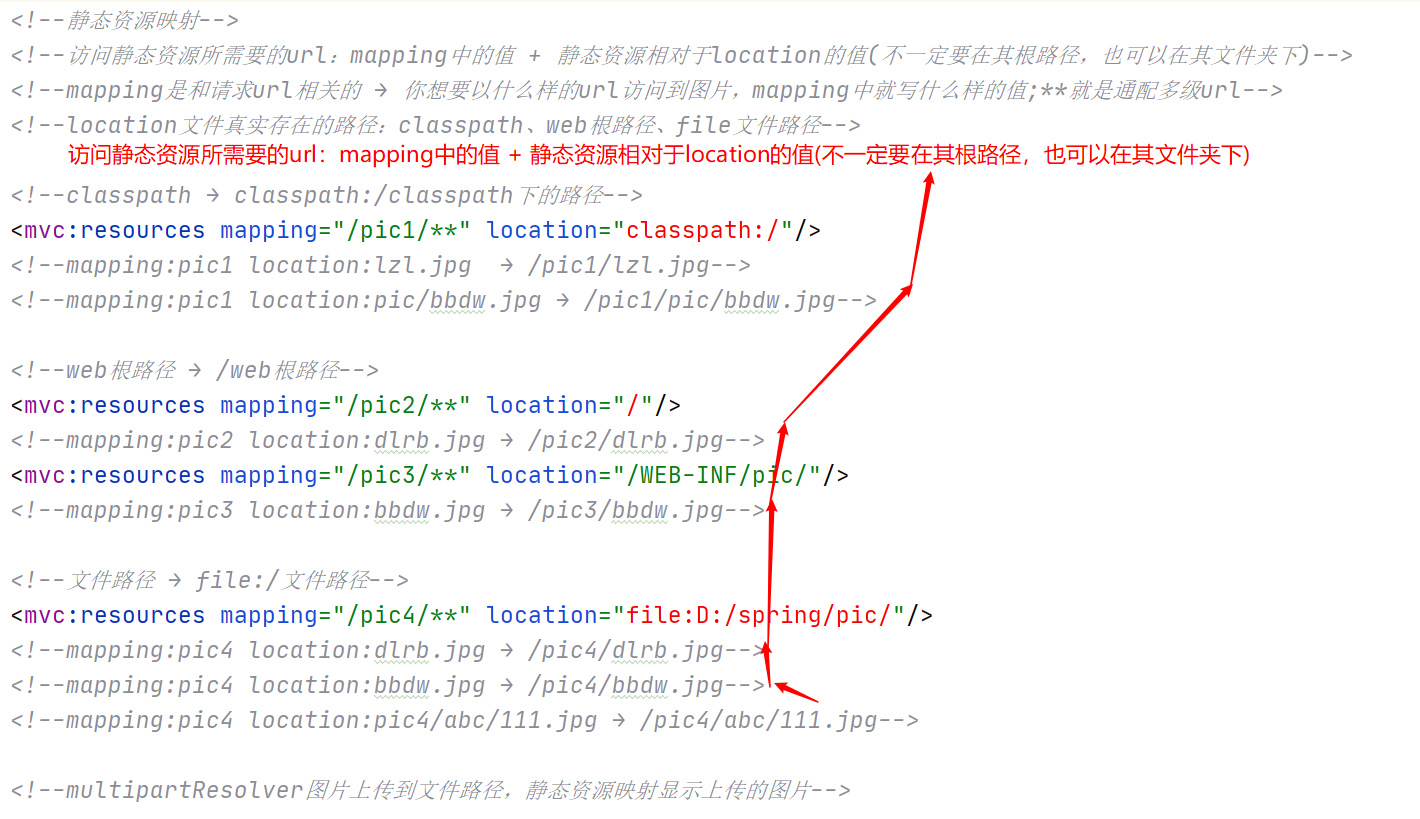 <!--静态资源映射-->
<!--访问静态资源所需要的url：mapping中的值 + 静态资源相对于location的值(不一定要在其根路径，也可以在其文件夹下)-->
<!--mapping是和请求url相关的 → 你想要以什么样的url访问到图片，mapping中就写什么样的值;**就是通配多级url-->
<!--location文件真实存在的路径：classpath、web根路径、file文件路径-->
访问静态资源所需要的url：mapping中的值 + 静态资源相对于location的值(不一定要在其根路径，也可以在其文件夹下)
<!--classpath → classpath:/classpath下的路径-->
<mvc:resources mapping="/pic1/**" location="classpath:/"/>
<!--mapping:pic1 location:lzl.jpg  → /pic1/lzl.jpg-->
<!--mapping:pic1 location:pic/bbdw.jpg → /pic1/pic/bbdw.jpg-->
<!--web根路径 → /web根路径-->
<mvc:resources mapping="/pic2/**" location="/"/>
<!--mapping:pic2 location:dlrb.jpg → /pic2/dlrb.jpg-->
<mvc:resources mapping="/pic3/**" location="/WEB-INF/pic/"/>
<!--mapping:pic3 location:bbdw.jpg → /pic3/bbdw.jpg-->
<!--文件路径 → file:/文件路径-->
<mvc:resources mapping="/pic4/**" location="file:D:/spring/pic/"/>
<!--mapping:pic4 location:dlrb.jpg → /pic4/dlrb.jpg-->
<!--mapping:pic4 location:bbdw.jpg → /pic4/bbdw.jpg-->
<!--mapping:pic4 location:pic4/abc/111.jpg → /pic4/abc/111.jpg-->
<!--multipartResolver图片上传到文件路径，静态资源映射显示上传的图片-->